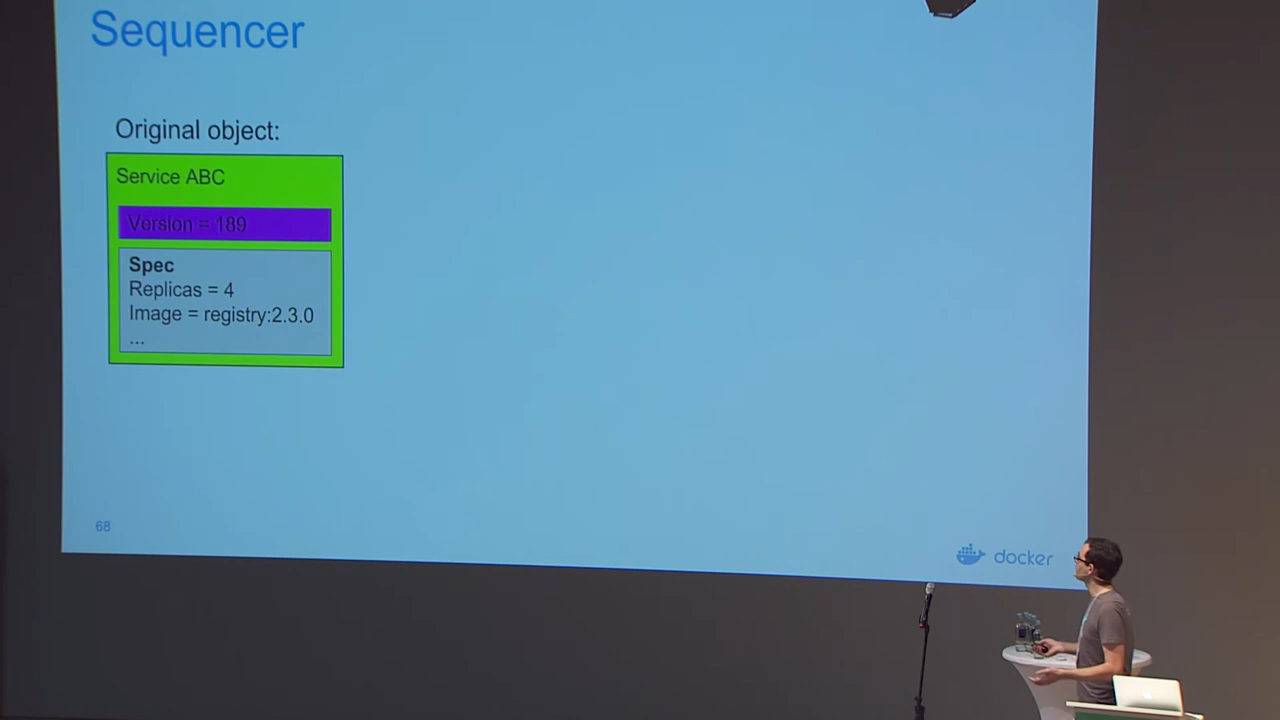 Sequencer
Original object:
Service ABC
Version = 189
Spec
Replicas = 4
Image = registry:2.3.0
...
68
docker